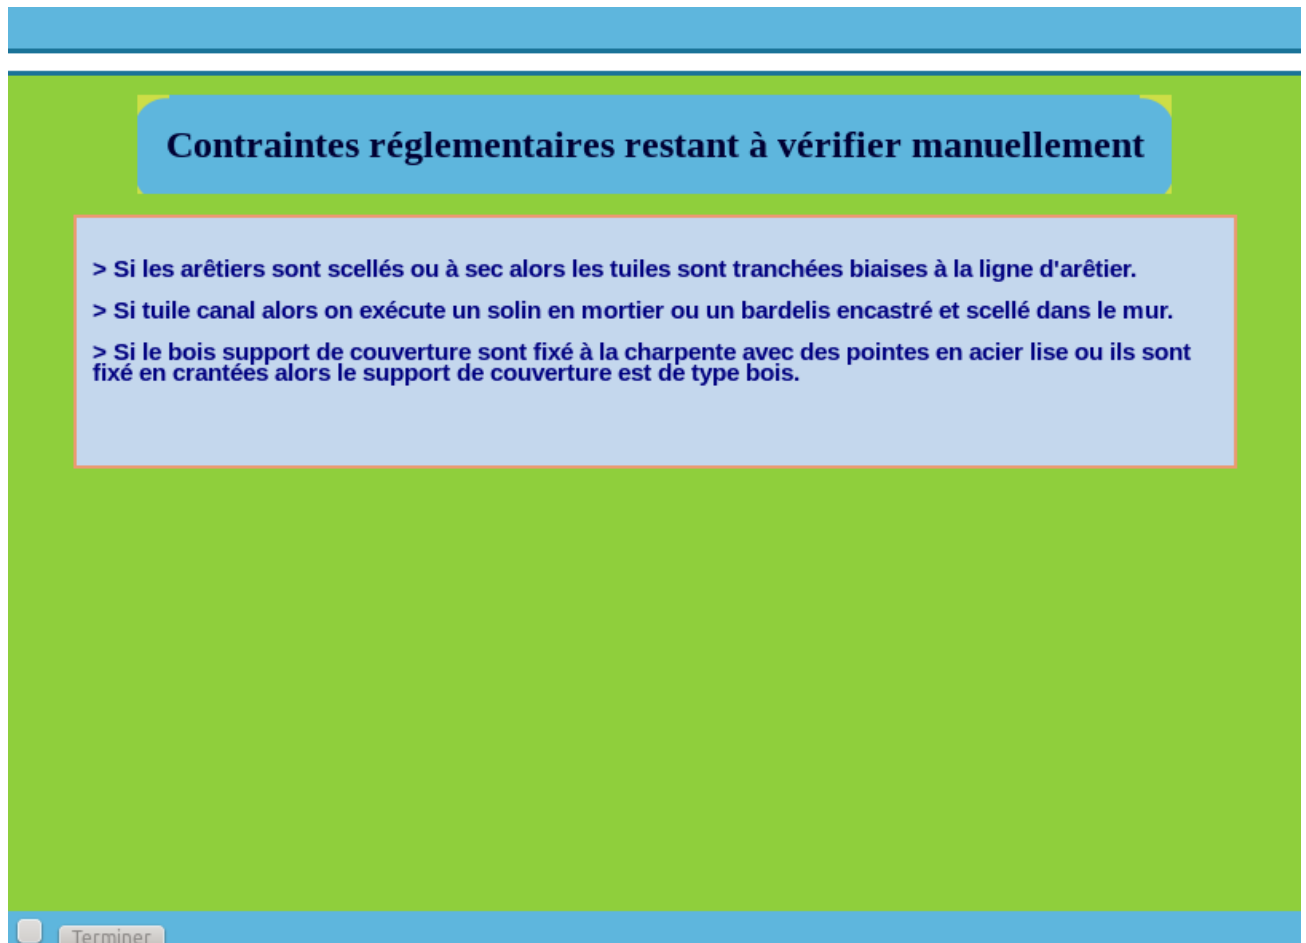 Contraintes réglementaires restant à vérifier manuellement
> Si les arêtiers sont scellés ou à sec alors les tuiles sont tranchées biaises à la ligne d'arêtier.
> Si tuile canal alors on exécute un solin en mortier ou un bardelis encastré et scellé dans le mur.
> Si le bois support de couverture sont fixé à la charpente avec des pointes en acier lise ou ils sont
fixé en crantées alors le support de couverture est de type bois.
Terminer